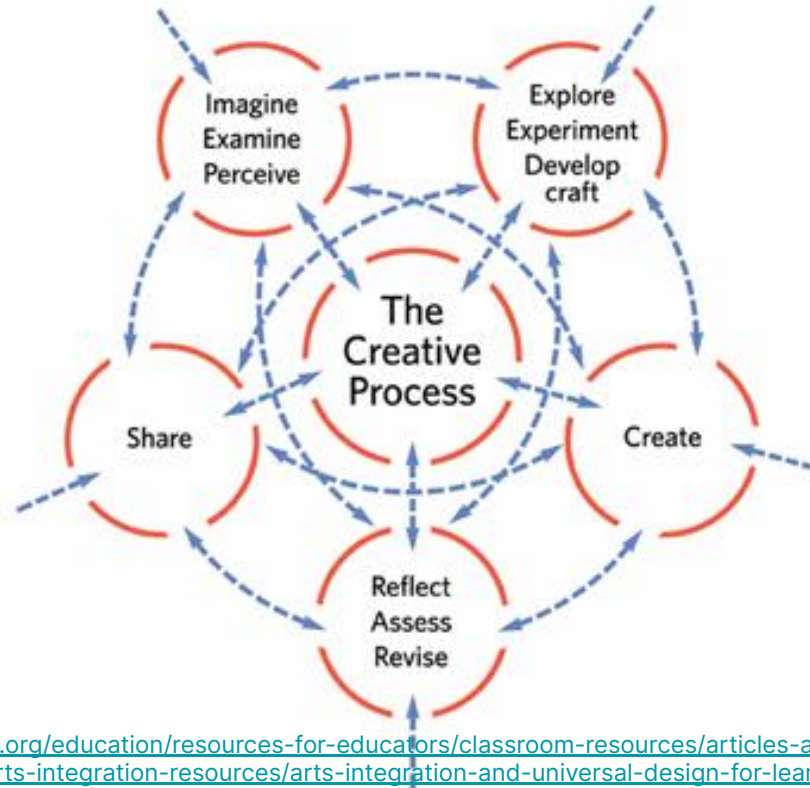 Imagine
Examine
Perceive
Explore
Experiment
Develop
craft
The
Creative
Process
Share
Create
Reflect
Assess
Revise
.org/education/resources-for-educators/classroom-resources/articles-a
rts-integration-resources/arts-integration-and-universal-design-for-lear